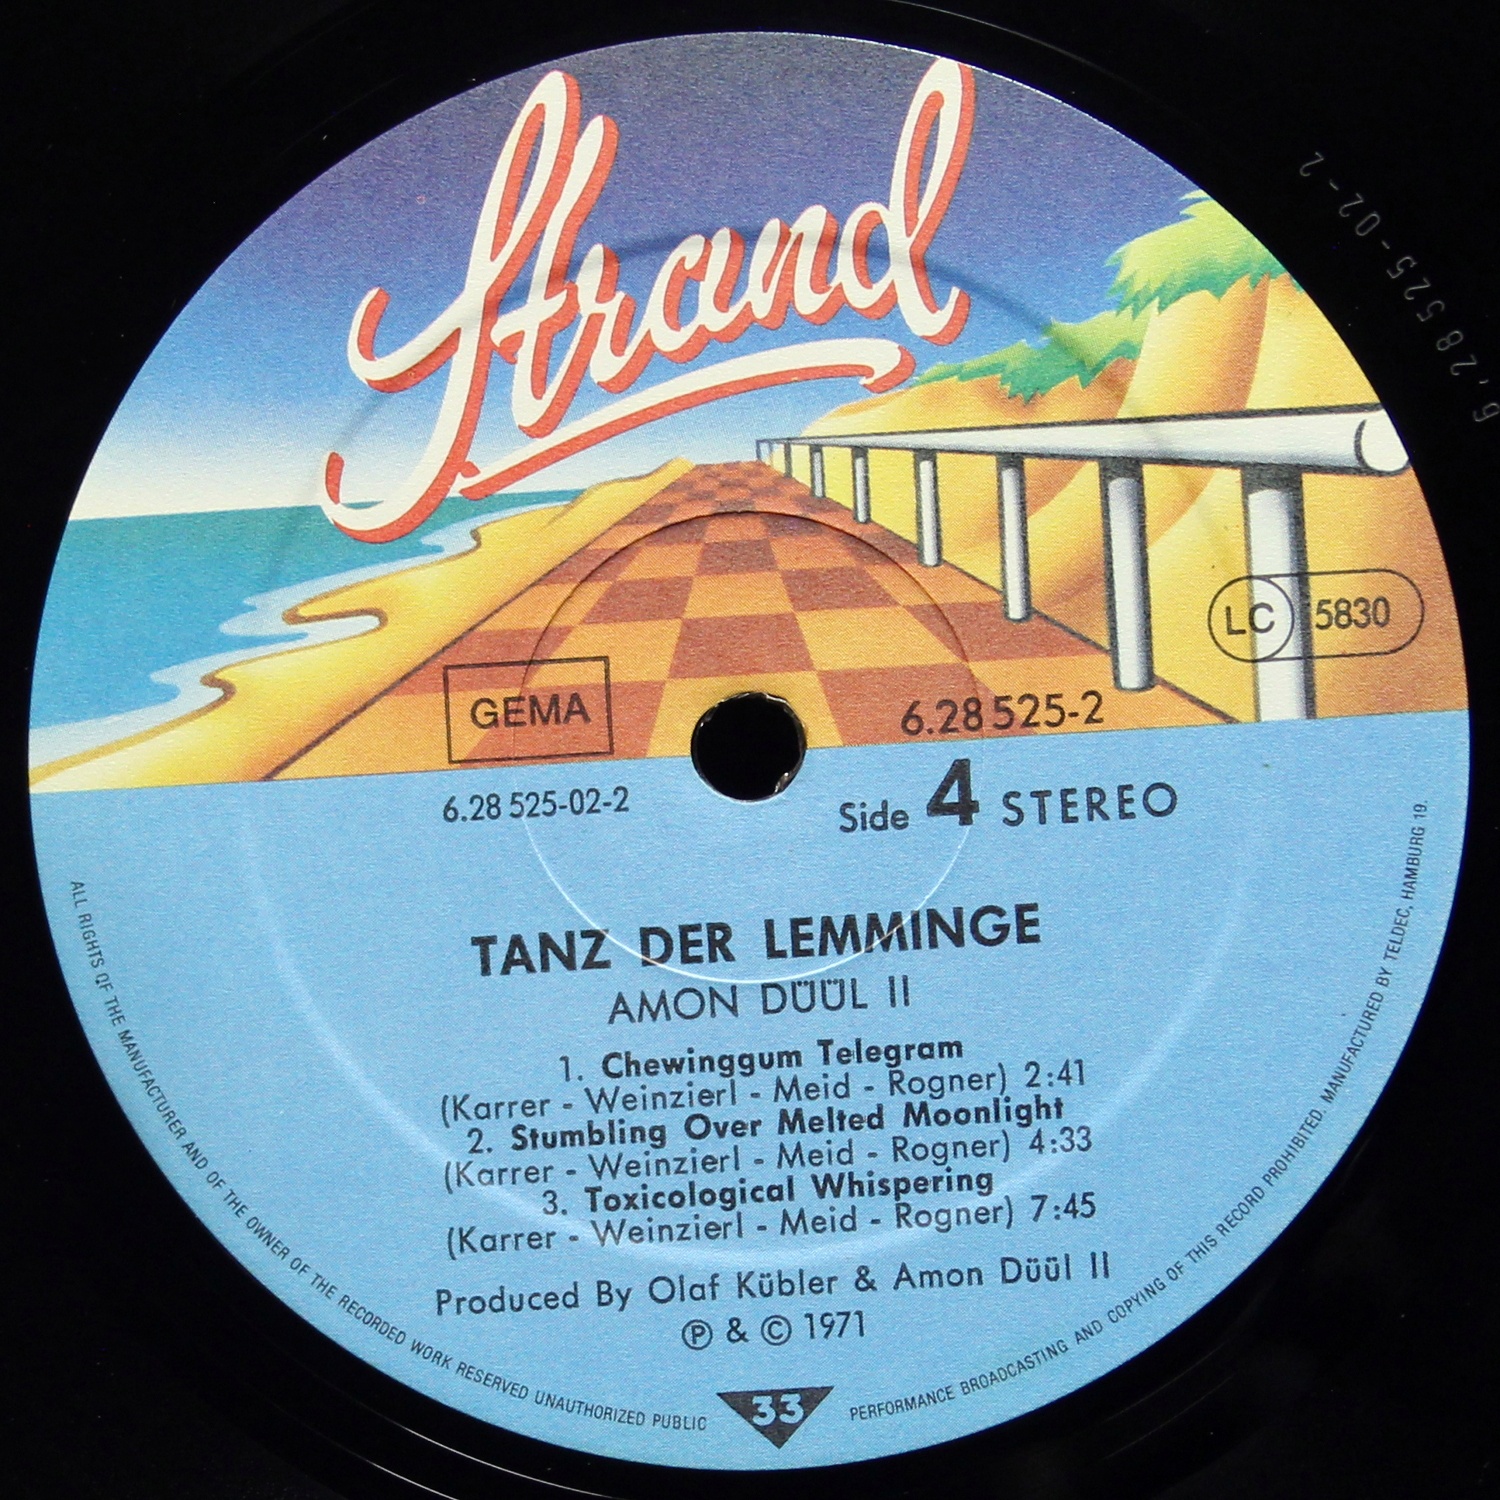 Strand
LC 5830
GEMA
6.28 525-2
6.28 525-02-2
Side 4 STEREO
TANZ DER LEMMINGE
AMON DÜÜL II
1. Chewinggum Telegram
(Karrer - Weinzierl - Meid - Rogner) 2:41
2. Stumbling Over Melted Moonlight
(Karrer - Weinzierl - Meid - Rogner) 4:33
3. Toxicological Whispering
(Karrer - Weinzierl - Meid - Rogner) 7:45
Produced By Olaf Kübler & Amon Düül II
Ⓟ & © 1971
33
ALL RIGHTS OF THE MANUFACTURER AND OF THE OWNER OF THE RECORDED WORK RESERVED UNAUTHORIZED PUBLIC PERFORMANCE BROADCASTING AND COPYING OF THIS RECORD PROHIBITED. MANUFACTURED BY TELDEC, HAMBURG 19.
6.28525-02-2